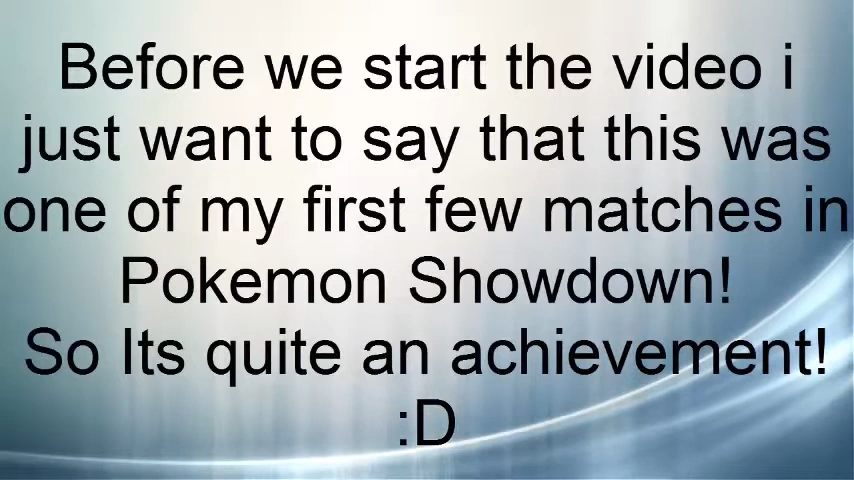 Before we start the video i
just want to say that this was
one of my first few matches in
Pokemon Showdown!
So Its quite an achievement!
:D